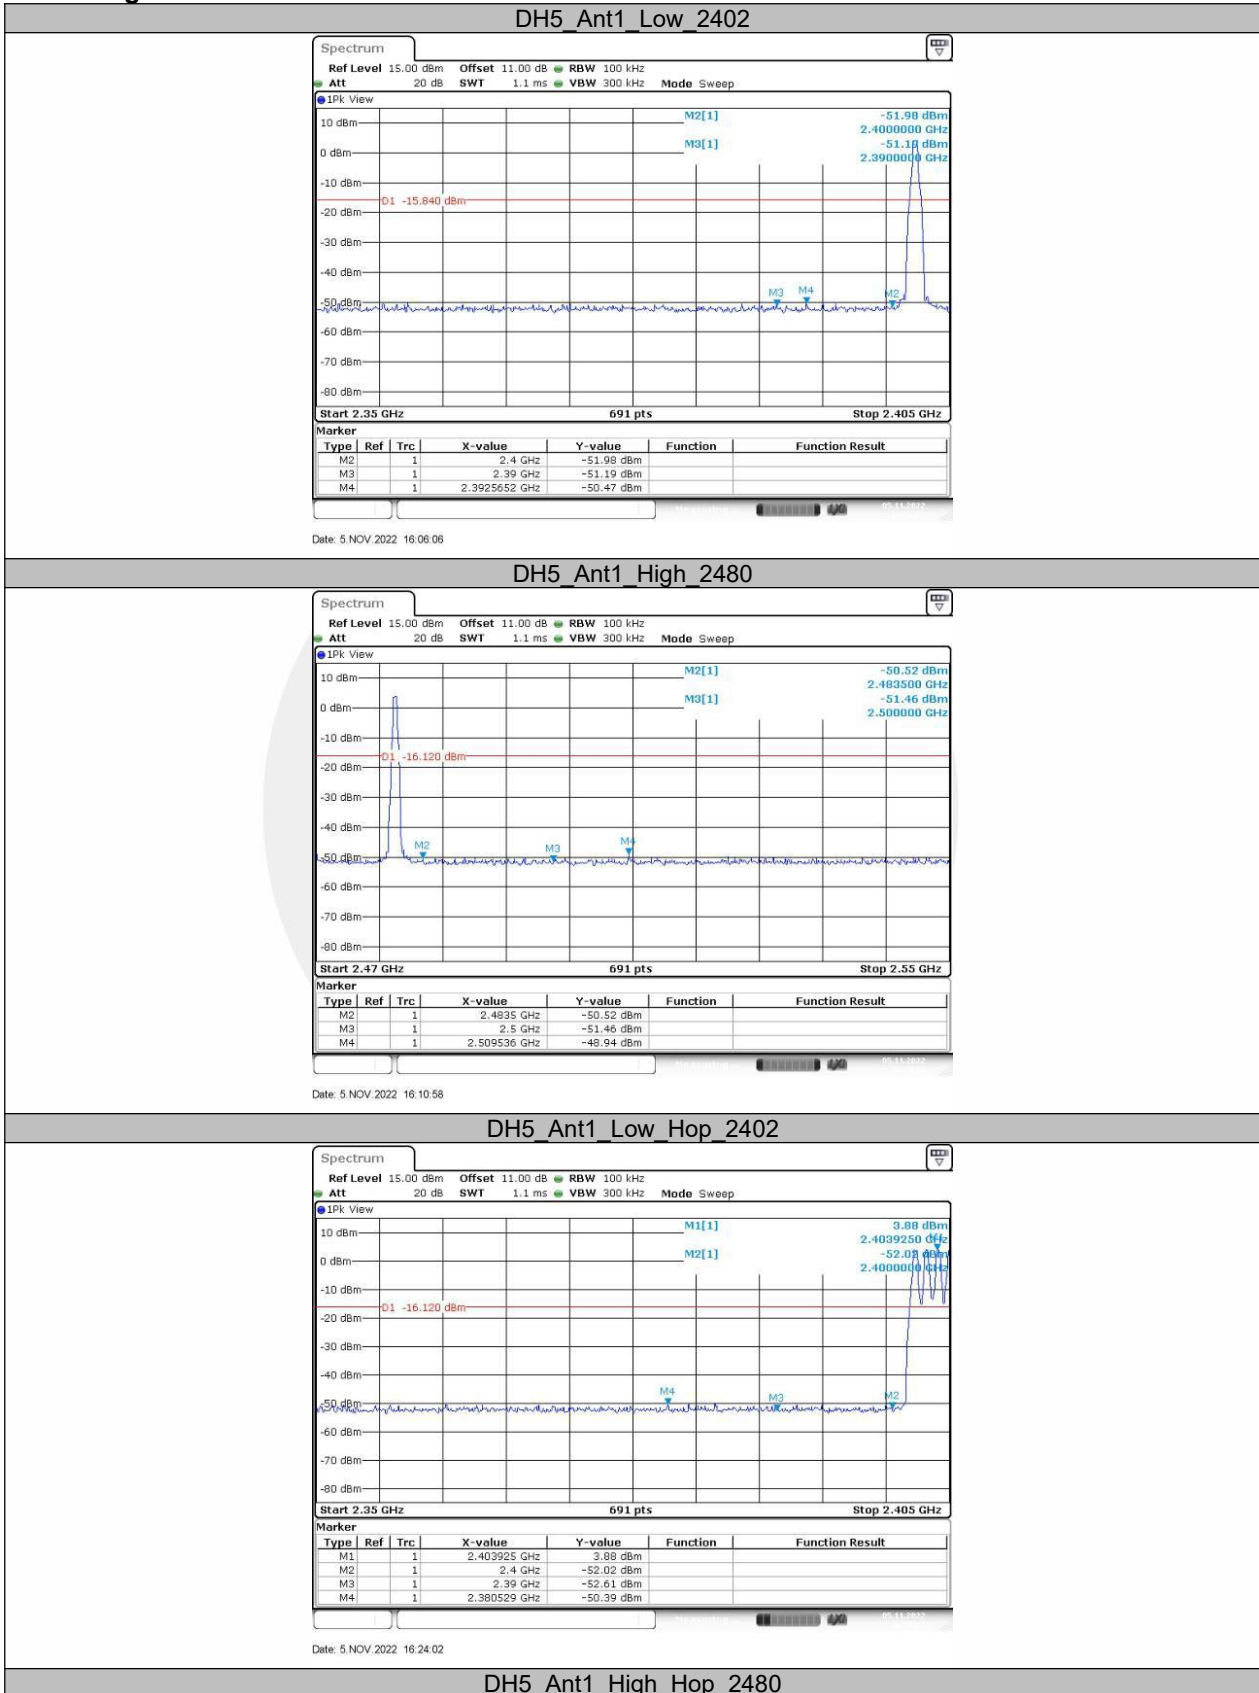 DH5_Ant1_Low_2402
Spectrum
Ref Level 15.00 dBm Offset 11.00 dB RBW 100 kHz
Att 20 dB SWT 1.1 ms VBW 300 kHz Mode Sweep
1Pk View
M2[1] -51.98 dBm
2.4000000 GHz
M3[1] -51.19 dBm
2.3900000 GHz
10 dBm
0 dBm
-10 dBm
D1 -15.840 dBm
-20 dBm
-30 dBm
-40 dBm
M3 M4 M2
-50 dBm
-60 dBm
-70 dBm
-80 dBm
Start 2.35 GHz 691 pts Stop 2.405 GHz
Marker
Type Ref Trc X-value Y-value Function Function Result
M2 1 2.4 GHz -51.98 dBm
M3 1 2.39 GHz -51.19 dBm
M4 1 2.3925652 GHz -50.47 dBm
05.11.2022
Date: 5.NOV.2022 16:06:06
DH5_Ant1_High_2480
Spectrum
Ref Level 15.00 dBm Offset 11.00 dB RBW 100 kHz
Att 20 dB SWT 1.1 ms VBW 300 kHz Mode Sweep
1Pk View
M2[1] -50.52 dBm
2.483500 GHz
M3[1] -51.46 dBm
2.500000 GHz
10 dBm
0 dBm
-10 dBm
D1 -16.120 dBm
-20 dBm
-30 dBm
-40 dBm
M2 M3 M4
-50 dBm
-60 dBm
-70 dBm
-80 dBm
Start 2.47 GHz 691 pts Stop 2.55 GHz
Marker
Type Ref Trc X-value Y-value Function Function Result
M2 1 2.4835 GHz -50.52 dBm
M3 1 2.5 GHz -51.46 dBm
M4 1 2.509536 GHz -48.94 dBm
05.11.2022
Date: 5.NOV.2022 16:10:58
DH5_Ant1_Low_Hop_2402
Spectrum
Ref Level 15.00 dBm Offset 11.00 dB RBW 100 kHz
Att 20 dB SWT 1.1 ms VBW 300 kHz Mode Sweep
1Pk View
M1[1] 3.88 dBm
2.4039250 GHz
M2[1] -52.02 dBm
2.4000000 GHz
10 dBm
0 dBm
-10 dBm
D1 -16.120 dBm
-20 dBm
-30 dBm
-40 dBm
M4 M3 M2
-50 dBm
-60 dBm
-70 dBm
-80 dBm
Start 2.35 GHz 691 pts Stop 2.405 GHz
Marker
Type Ref Trc X-value Y-value Function Function Result
M1 1 2.403925 GHz 3.88 dBm
M2 1 2.4 GHz -52.02 dBm
M3 1 2.39 GHz -52.61 dBm
M4 1 2.380529 GHz -50.39 dBm
05.11.2022
Date: 5.NOV.2022 16:24:02
DH5_Ant1_High_Hop_2480